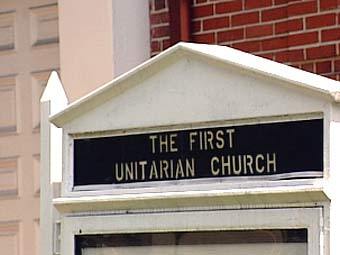 THE FIRST
UNITARIAN CHURCH